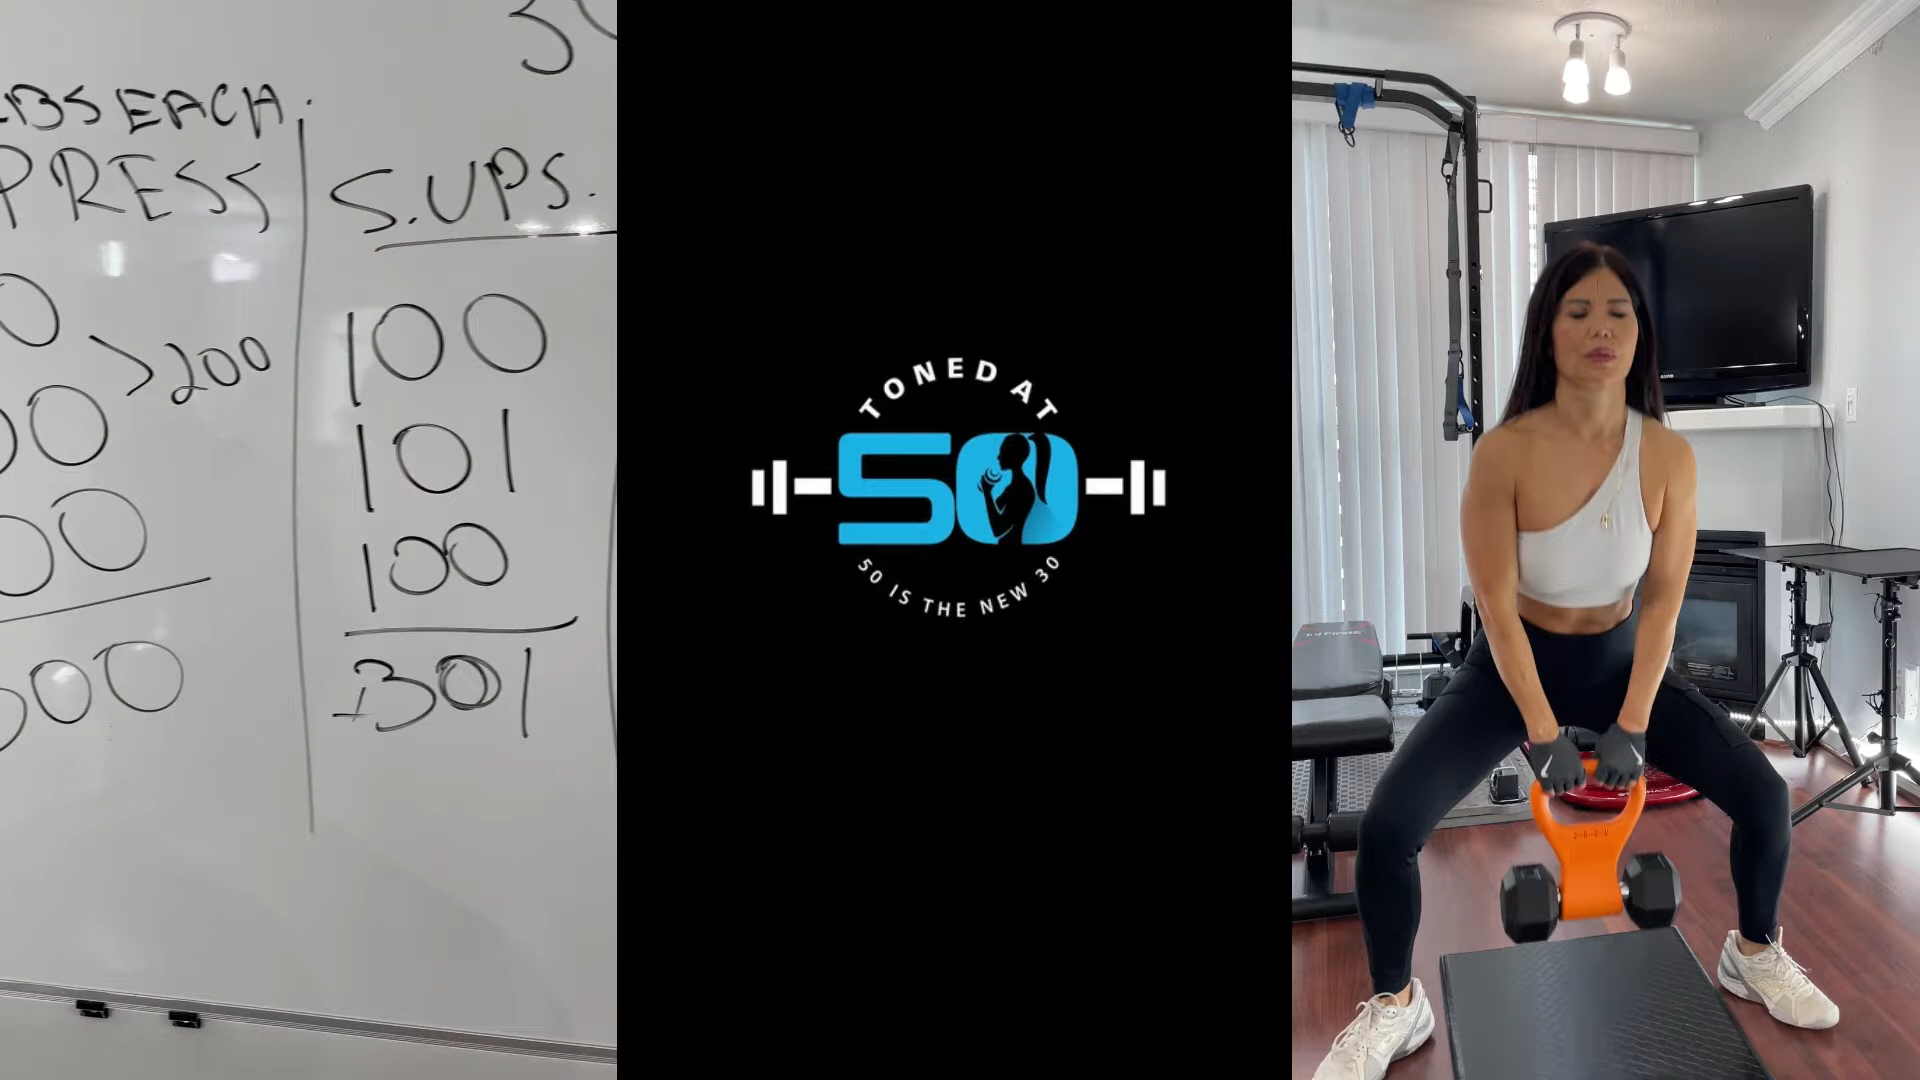 LBS EACH.
PRESS
S.UPS.
>200
100
101
100
301
TONED AT
50
50 IS THE NEW 30